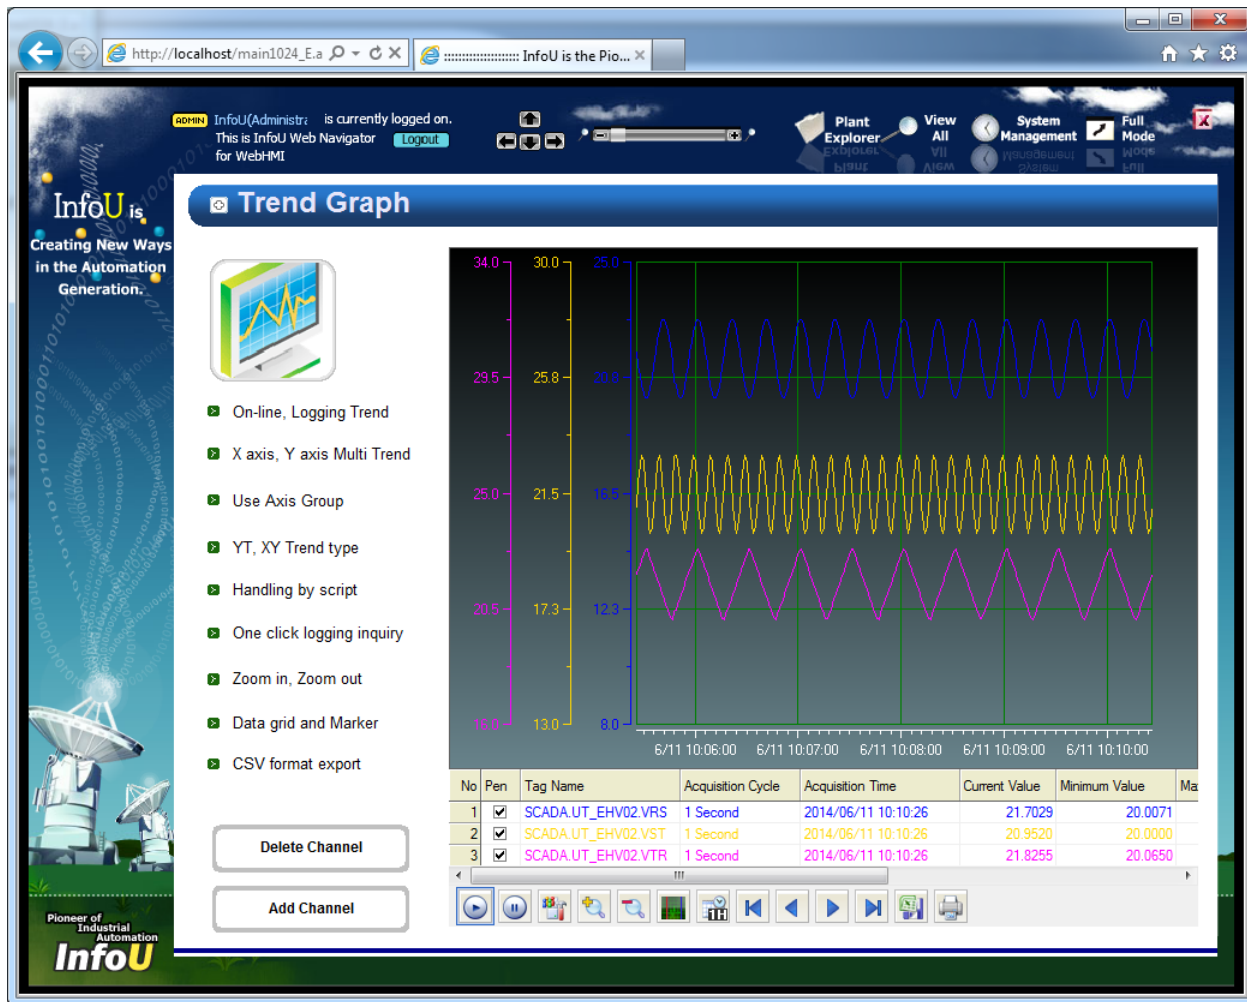 http://localhost/main1024_E.a
:::::::::::::::::::::: InfoU is the Pio...
ADMIN InfoU(Administra is currently logged on.
This is InfoU Web Navigator Logout
for WebHMI
Plant Explorer
View All
System Management
Full Mode
InfoU is
Creating New Ways
in the Automation
Generation.
Trend Graph
On-line, Logging Trend
X axis, Y axis Multi Trend
Use Axis Group
YT, XY Trend type
Handling by script
One click logging inquiry
Zoom in, Zoom out
Data grid and Marker
CSV format export
Delete Channel
Add Channel
34.0 30.0 25.0
29.5 25.8 20.8
25.0 21.5 16.5
20.5 17.3 12.3
13.0 8.0
6/11 10:06:00 6/11 10:07:00 6/11 10:08:00 6/11 10:09:00 6/11 10:10:00
No Pen Tag Name Acquisition Cycle Acquisition Time Current Value Minimum Value Ma
1 SCADA.UT_EHV02.VRS 1 Second 2014/06/11 10:10:26 21.7029 20.0071
2 SCADA.UT_EHV02.VST 1 Second 2014/06/11 10:10:26 20.9520 20.0000
3 SCADA.UT_EHV02.VTR 1 Second 2014/06/11 10:10:26 21.8255 20.0650
1H
Pioneer of
Industrial
Automation
InfoU